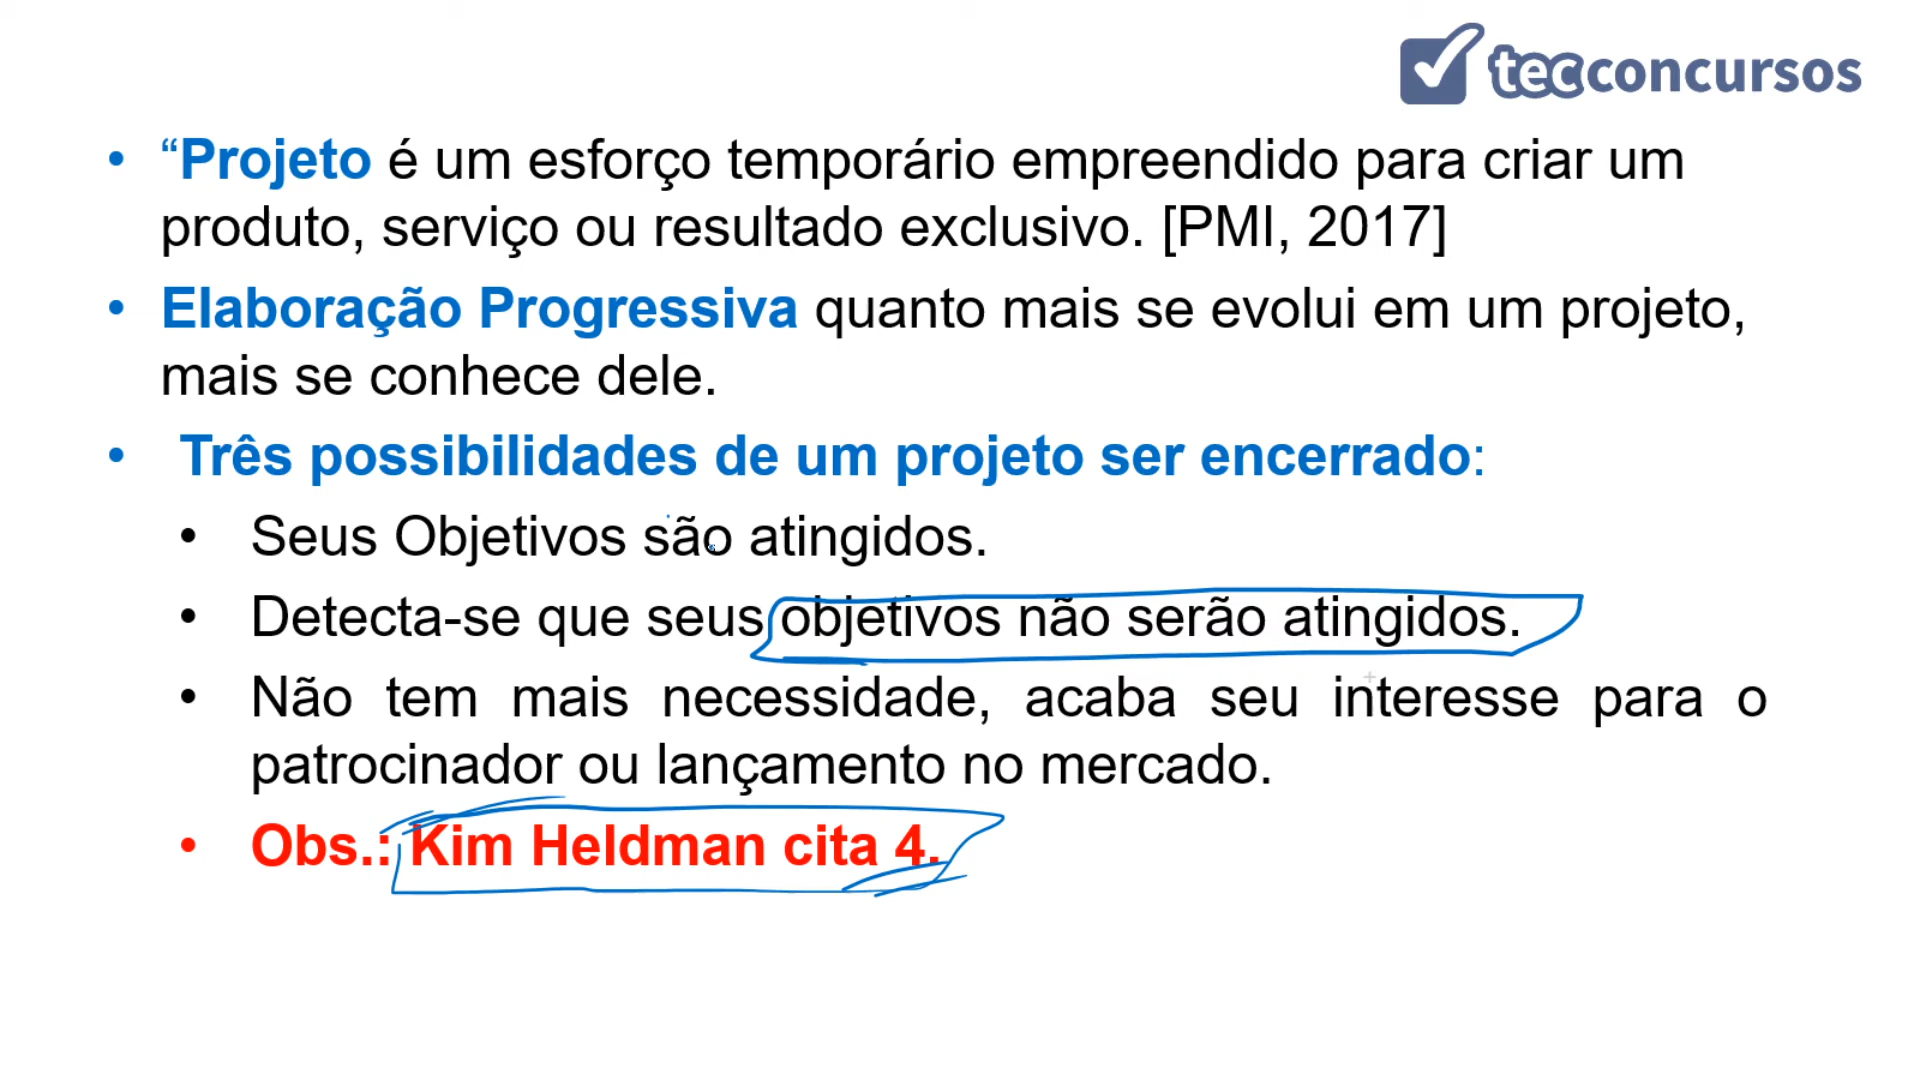 tecconcursos
• “Projeto é um esforço temporário empreendido para criar um
produto, serviço ou resultado exclusivo. [PMI, 2017]
• Elaboração Progressiva quanto mais se evolui em um projeto,
mais se conhece dele.
• Três possibilidades de um projeto ser encerrado:
• Seus Objetivos são atingidos.
• Detecta-se que seus objetivos não serão atingidos.
• Não tem mais necessidade, acaba seu interesse para o
patrocinador ou lançamento no mercado.
• Obs.: Kim Heldman cita 4.